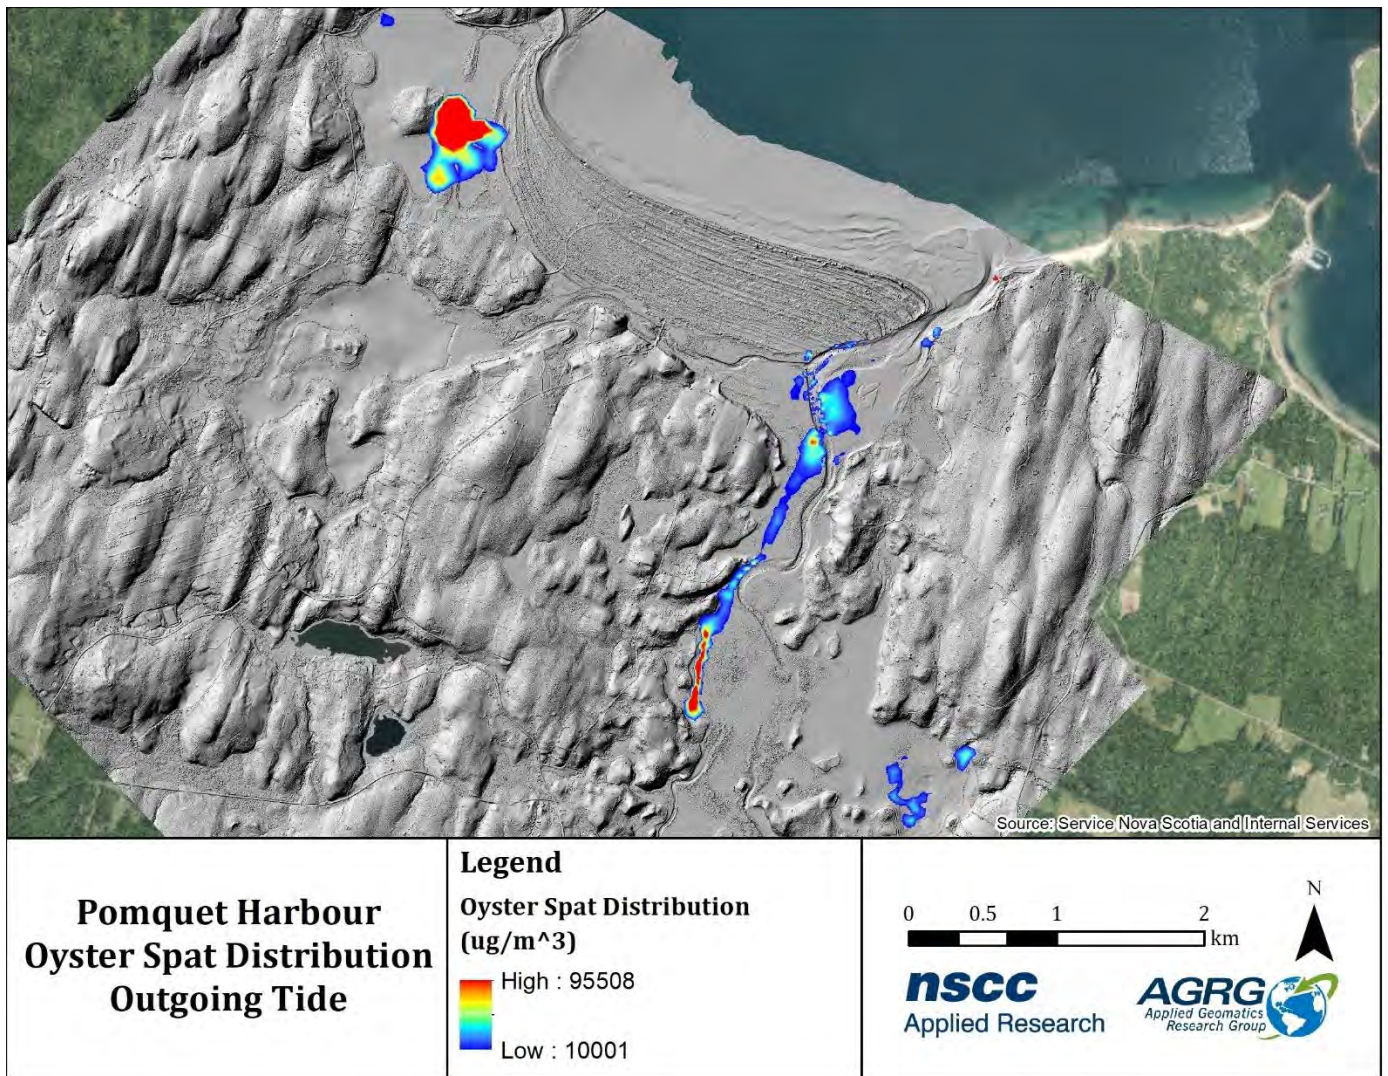 Source: Service Nova Scotia and Internal Services
Pomquet Harbour
Oyster Spat Distribution
Outgoing Tide
Legend
Oyster Spat Distribution
(ug/m^3)
High : 95508
Low : 10001
0 0.5 1 2
km
N
nscc
Applied Research
AGRG
Applied Geomatics
Research Group